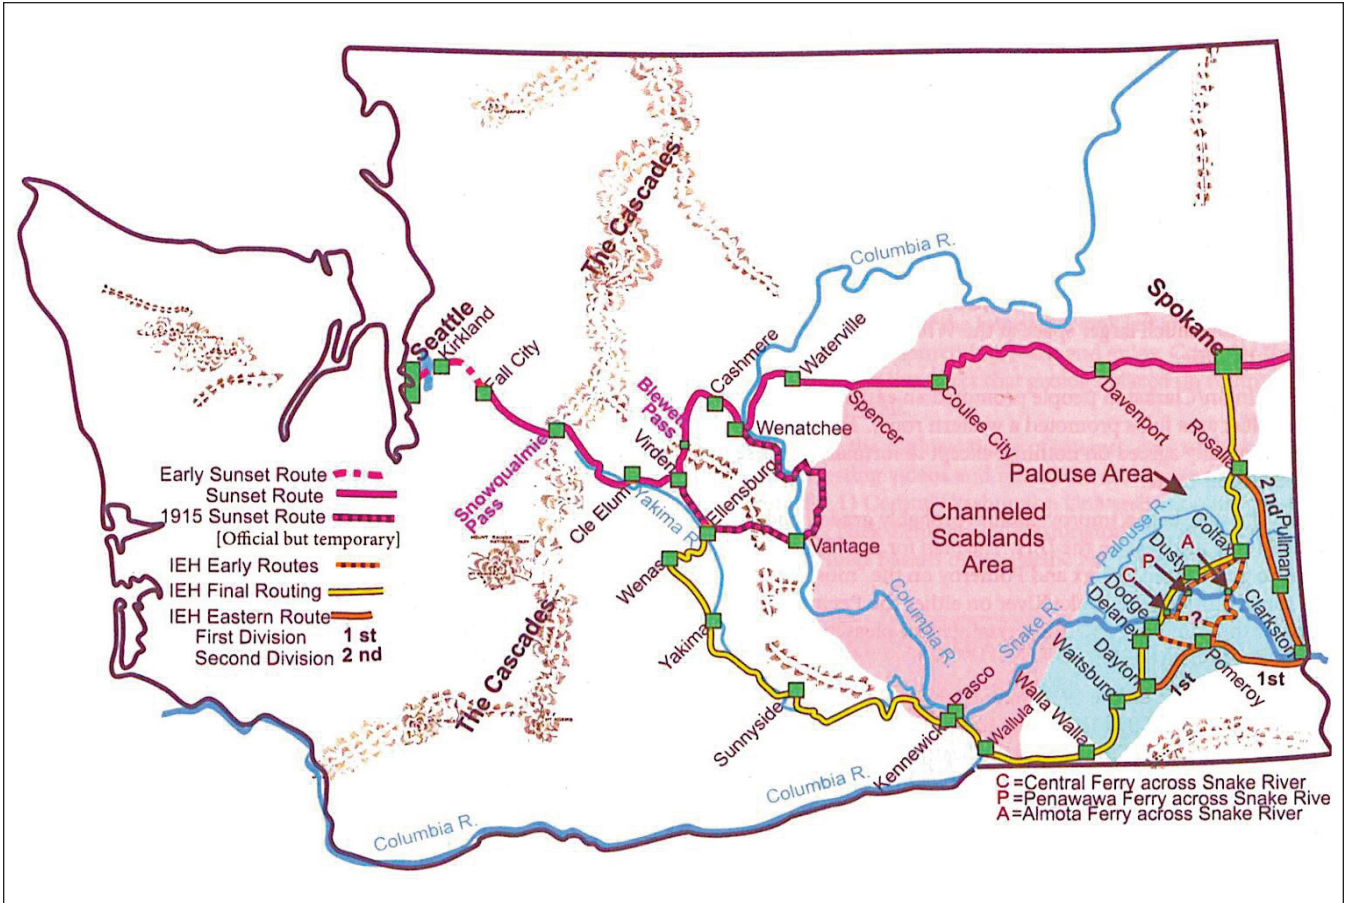 The Cascades
Columbia R.
Spokane
Seattle
Kirkland
Fall City
Cashmere
Waterville
Blewett
Pass
Wenatchee
Spencer
Coulee City
Davenport
Rosalia
Virden
Snowqualmie
Pass
Cle Elum
Yakima R.
Ellensburg
Vantage
Palouse Area
2 nd
Pullman
Channeled
Scablands
Area
Palouse R.
Colfax
Dusty
A
P
C
Dodge
Delaney
?
Clarkston
Early Sunset Route
Sunset Route
1915 Sunset Route
[Official but temporary]
IEH Early Routes
IEH Final Routing
IEH Eastern Route
First Division 1 st
Second Division 2 nd
Wenas
Yakima
Columbia R.
Snake R.
Dayton
Waitsburg
Pomeroy
1st
1st
The Cascades
Sunnyside
Kennewick
Pasco
Wallula
Walla Walla
Columbia R.
Columbia R.
C =Central Ferry across Snake River
P =Penawawa Ferry across Snake Rive
A =Almota Ferry across Snake River